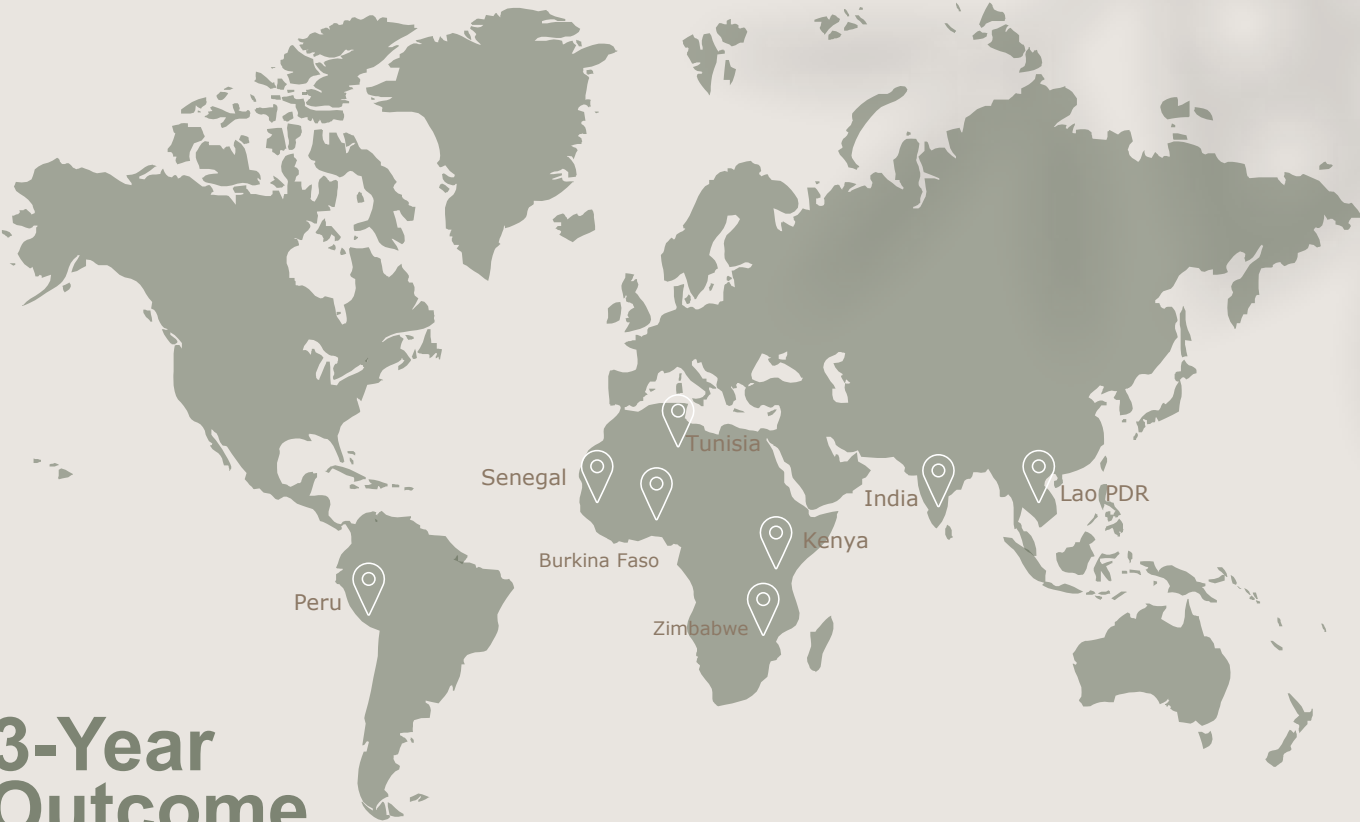 Tunisia
Senegal
India
Lao PDR
Kenya
Burkina Faso
Peru
Zimbabwe
3-Year
Outcome